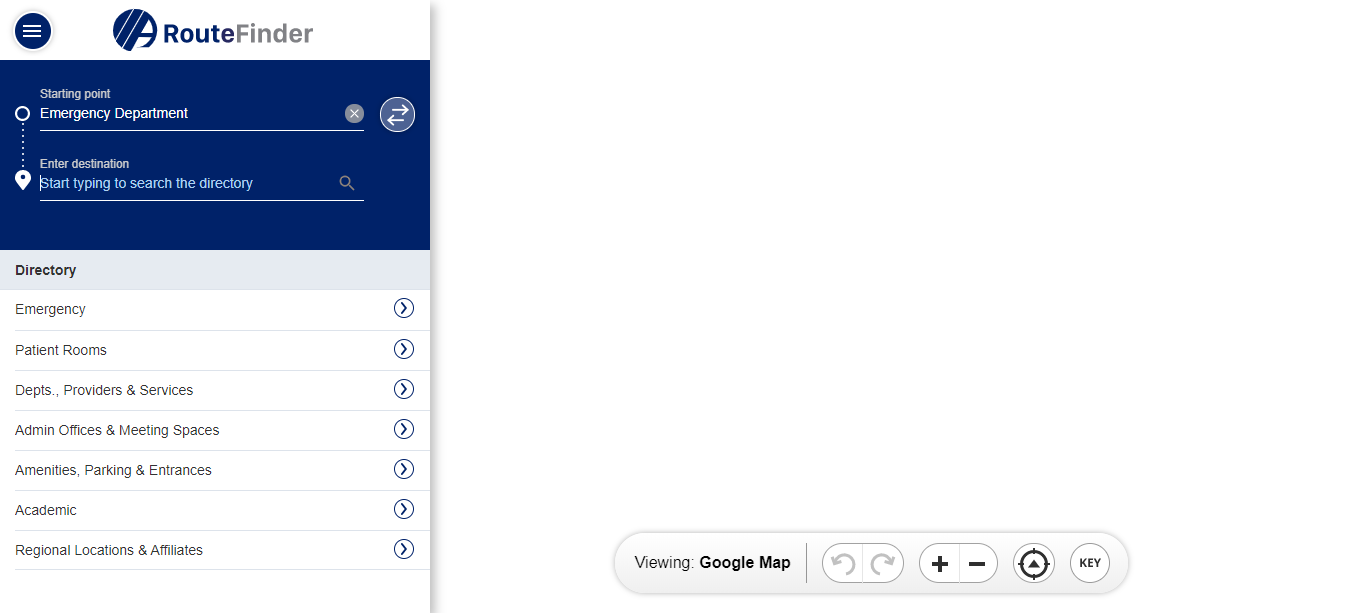 RouteFinder
Starting point
Emergency Department
Enter destination
Start typing to search the directory
Directory
Emergency
Patient Rooms
Depts., Providers & Services
Admin Offices & Meeting Spaces
Amenities, Parking & Entrances
Academic
Regional Locations & Affiliates
Viewing: Google Map
KEY